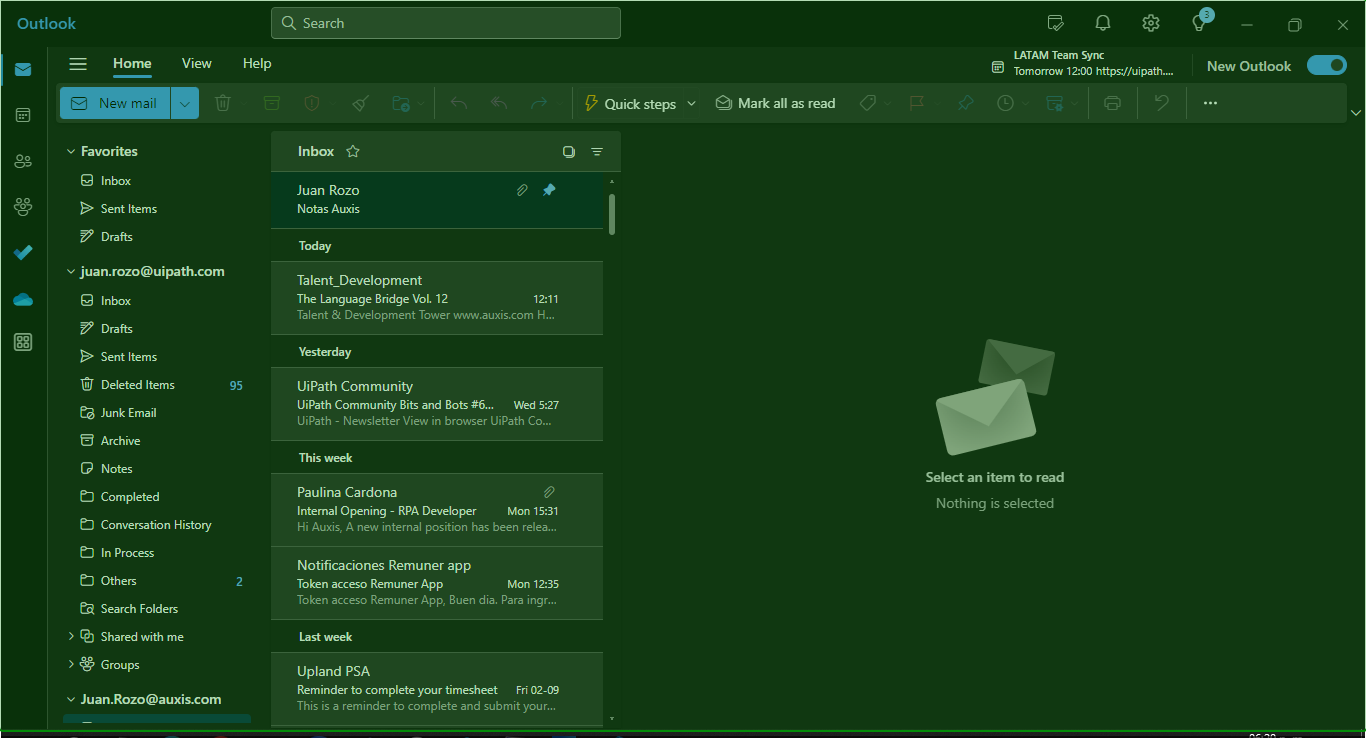 Outlook
Search
3
Home View Help
LATAM Team Sync
Tomorrow 12:00 https://uipath....
New Outlook
New mail
Quick steps
Mark all as read
...
Favorites
Inbox
Sent Items
Drafts
juan.rozo@uipath.com
Inbox
Drafts
Sent Items
Deleted Items 95
Junk Email
Archive
Notes
Completed
Conversation History
In Process
Others 2
Search Folders
Shared with me
Groups
Juan.Rozo@auxis.com
Inbox
Juan Rozo
Notas Auxis
Today
Talent_Development
The Language Bridge Vol. 12 12:11
Talent & Development Tower www.auxis.com H...
Yesterday
UiPath Community
UiPath Community Bits and Bots #6... Wed 5:27
UiPath - Newsletter View in browser UiPath Co...
This week
Paulina Cardona
Internal Opening - RPA Developer Mon 15:31
Hi Auxis, A new internal position has been relea...
Notificaciones Remuner app
Token acceso Remuner App Mon 12:35
Token acceso Remuner App, Buen dia. Para ingr...
Last week
Upland PSA
Reminder to complete your timesheet Fri 02-09
This is a reminder to complete and submit your...
Select an item to read
Nothing is selected